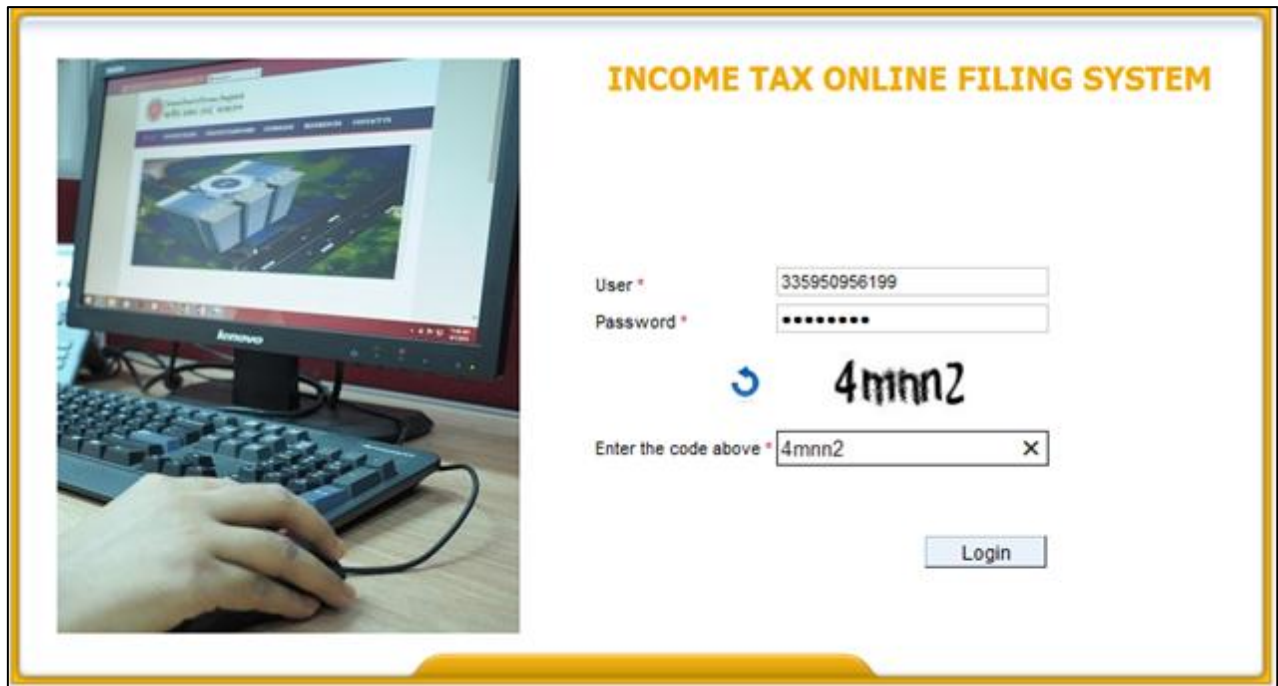 INCOME TAX ONLINE FILING SYSTEM
User *
335950956199
Password *
••••••••
4mnn2
Enter the code above *
4mnn2
Login
lenovo